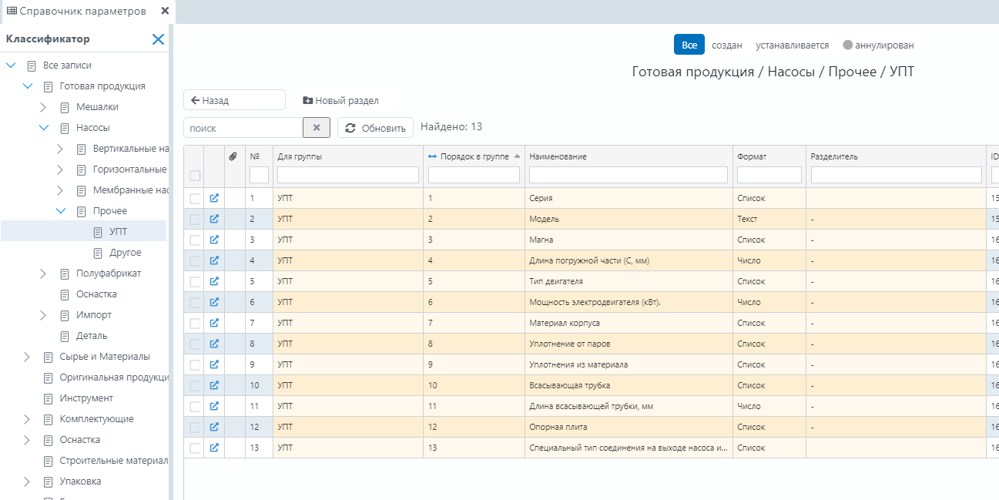 Справочник параметров
Классификатор
Все записи
Готовая продукция
Мешалки
Насосы
Вертикальные на
Горизонтальные
Мембранные нас
Прочее
УПТ
Другое
Полуфабрикат
Оснастка
Импорт
Деталь
Сырье и Материалы
Оригинальная продукци
Инструмент
Комплектующие
Оснастка
Строительные материал
Упаковка
Все создан устанавливается аннулирован
Готовая продукция / Насосы / Прочее / УПТ
Назад Новый раздел
поиск Обновить Найдено: 13
№ Для группы Порядок в группе Наименование Формат Разделитель ID
1 УПТ 1 Серия Список 15
2 УПТ 2 Модель Текст - 15
3 УПТ 3 Магна Список - 16
4 УПТ 4 Длина погружной части (С, мм) Число - 16
5 УПТ 5 Тип двигателя Список - 16
6 УПТ 6 Мощность электродвигателя (кВт). Число - 16
7 УПТ 7 Материал корпуса Список - 16
8 УПТ 8 Уплотнение от паров Список - 16
9 УПТ 9 Уплотнения из материала Список - 16
10 УПТ 10 Всасывающая трубка Список - 16
11 УПТ 11 Длина всасывающей трубки, мм Число - 16
12 УПТ 12 Опорная плита Список - 16
13 УПТ 13 Специальный тип соединения на выходе насоса и... Список 16